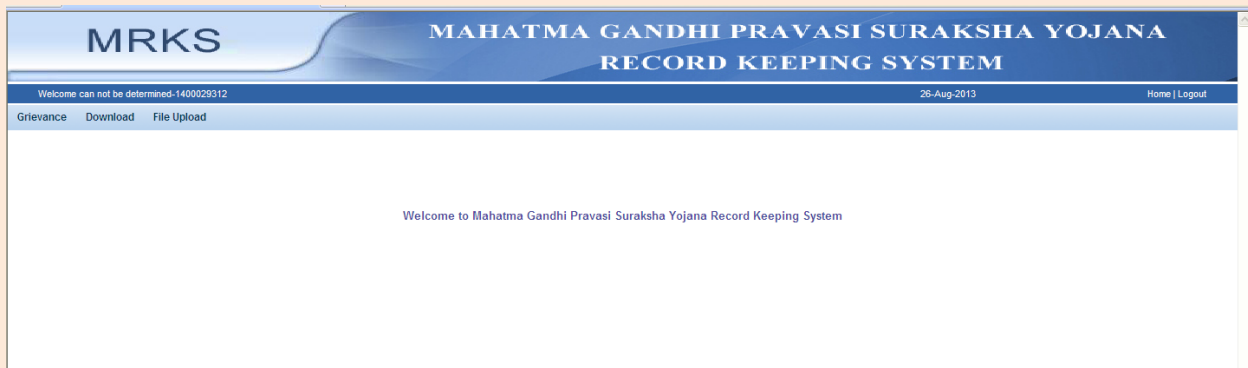 MRKS
MAHATMA GANDHI PRAVASI SURAKSHA YOJANA
RECORD KEEPING SYSTEM
Welcome can not be determined-1400029312 26-Aug-2013 Home | Logout
Grievance Download File Upload
Welcome to Mahatma Gandhi Pravasi Suraksha Yojana Record Keeping System